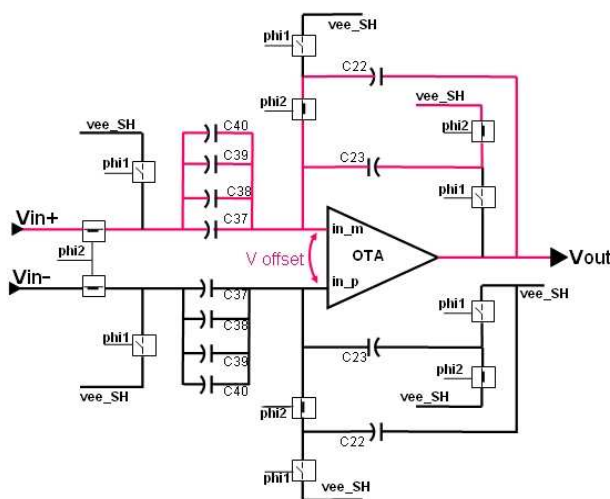 vee_SH
phi1
C22
phi2
vee_SH
vee_SH
C40
phi2
phi1
C39
C23
C38
phi1
Vin+
C37
in_m
phi2
V offset
OTA
Vout
Vin-
in_p
C37
vee_SH
phi1
C38
phi1
C39
C23
phi2
vee_SH
C40
phi2
vee_SH
C22
phi1
vee_SH